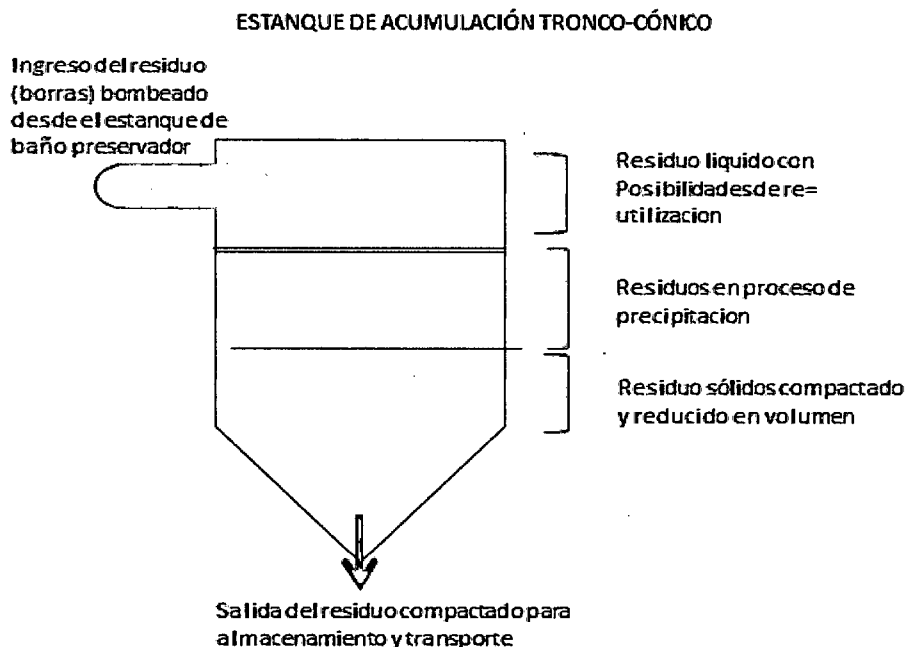 ESTANQUE DE ACUMULACIÓN TRONCO-CÓNICO
Ingreso del residuo
(borras) bombeado
desde el estanque de
baño preservador
Residuo liquido con
Posibilidades de re=
utilizacion
Residuos en proceso de
precipitacion
Residuo sólidos compactado
y reducido en volumen
Salida del residuo compactado para
almacenamiento y transporte